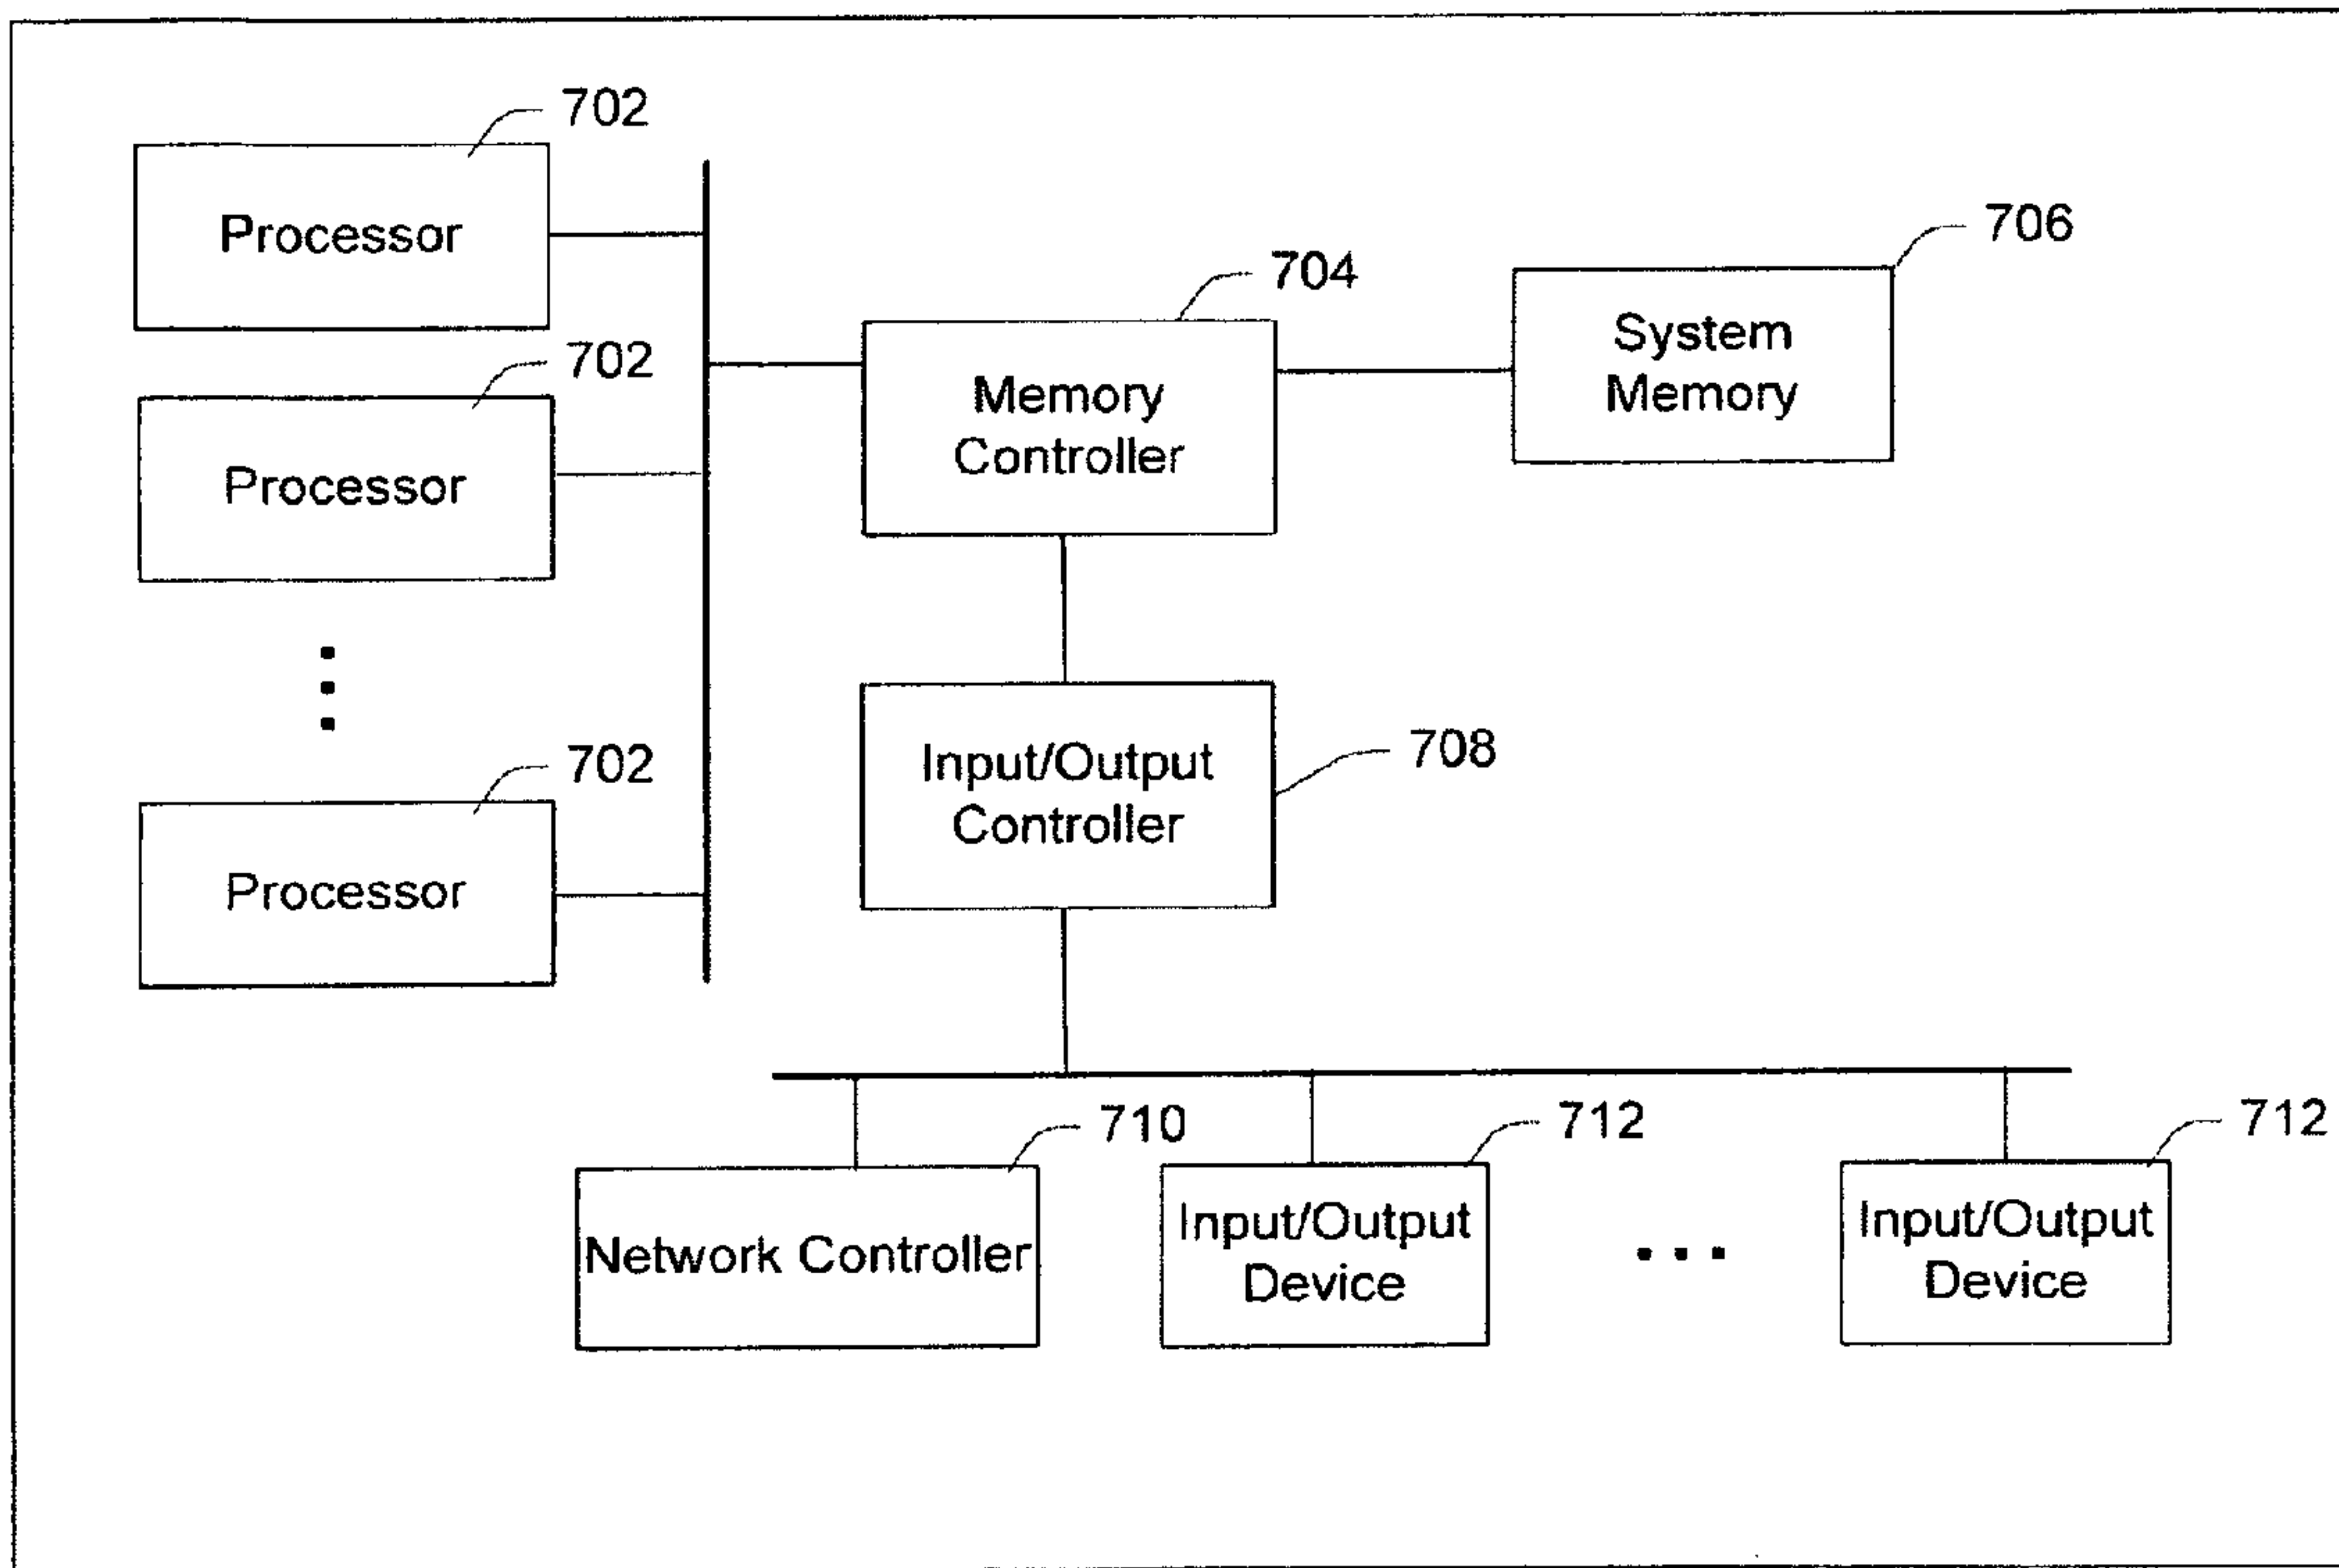 702
Processor
702
Processor
702
Processor
704
Memory
Controller
706
System
Memory
708
Input/Output
Controller
710
Network Controller
712
Input/Output
Device
712
Input/Output
Device